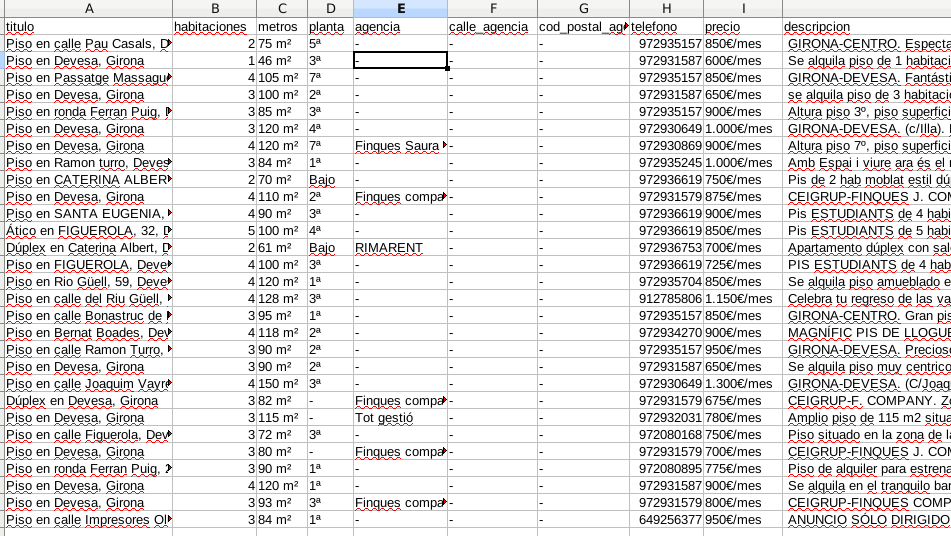 A B C D E F G H I
titulo habitaciones metros planta agencia calle_agencia cod_postal_ag telefono precio descripcion
Piso en calle Pau Casals, D 2 75 m² 5ª - - - 972935157 850€/mes GIRONA-CENTRO. Especta
Piso en Devesa, Girona 1 46 m² 3ª - - - 972931587 600€/mes Se alquila piso de 1 habitaci
Piso en Passatge Massagu 4 105 m² 7ª - - - 972935157 850€/mes GIRONA-DEVESA. Fantásti
Piso en Devesa, Girona 3 100 m² 2ª - - - 972931587 650€/mes se alquila piso de 3 habitacio
Piso en ronda Ferran Puig, 3 85 m² 3ª - - - 972935157 900€/mes Altura piso 3º, piso superfici
Piso en Devesa, Girona 3 120 m² 4ª - - - 972930649 1.000€/mes GIRONA-DEVESA. (c/Illa).
Piso en Devesa, Girona 4 120 m² 7ª Finques Saura - - 972930869 900€/mes Altura piso 7º, piso superfici
Piso en Ramon turro, Deves 3 84 m² 1ª - - - 972935245 1.000€/mes Amb Espai i viure ara és el
Piso en CATERINA ALBER 2 70 m² Bajo - - - 972936619 750€/mes Pis de 2 hab moblat estil dú
Piso en Devesa, Girona 4 110 m² 2ª Finques compa - - 972931579 875€/mes CEIGRUP-FINQUES J. COM
Piso en SANTA EUGENIA, 4 90 m² 3ª - - - 972936619 900€/mes Pis ESTUDIANTS de 4 hab
Ático en FIGUEROLA. 32, D 5 100 m² 4ª - - - 972936619 850€/mes Pis ESTUDIANTS de 5 hab
Dúplex en Caterina Albert, D 2 61 m² Bajo RIMARENT - - 972936753 700€/mes Apartamento dúplex con sal
Piso en FIGUEROLA, Deve 4 100 m² 3ª - - - 972936619 725€/mes PIS ESTUDIANTS de 4 hab
Piso en Rio Güell, 59, Deve 4 120 m² 1ª - - - 972935704 850€/mes Se alquila piso amueblado e
Piso en calle del Riu Güell, 4 128 m² 3ª - - - 912785806 1.150€/mes Celebra tu regreso de las va
Piso en calle Bonastruc de 3 95 m² 1ª - - - 972935157 850€/mes GIRONA-CENTRO. Gran pis
Piso en Bernat Boades, Dev 4 118 m² 2ª - - - 972934270 900€/mes MAGNÍFIC PIS DE LLOGUE
Piso en calle Ramon Turro, 3 90 m² 2ª - - - 972935157 950€/mes GIRONA-DEVESA. Precioso
Piso en Devesa, Girona 3 90 m² 2ª - - - 972931587 650€/mes Se alquila piso muy centrico
Piso en calle Joaquim Vayre 4 150 m² 3ª - - - 972930649 1.300€/mes GIRONA-DEVESA. (C/Joaq
Dúplex en Devesa, Girona 3 82 m² - Finques compa - - 972931579 675€/mes CEIGRUP-F. COMPANY. Zo
Piso en Devesa, Girona 3 115 m² - Tot gestió - - 972932031 780€/mes Amplio piso de 115 m2 situa
Piso en calle Figuerola, Dev 3 72 m² 3ª - - - 972080168 750€/mes Piso situado en la zona de la
Piso en Devesa, Girona 3 80 m² - Finques compa - - 972931579 700€/mes CEIGRUP-FINQUES J. COM
Piso en ronda Ferran Puig, 3 90 m² 1ª - - - 972080895 775€/mes Piso de alquiler para estrena
Piso en Devesa, Girona 4 120 m² 1ª - - - 972931587 900€/mes Se alquila en el tranquilo bar
Piso en Devesa, Girona 3 93 m² 3ª Finques compa - - 972931579 800€/mes CEIGRUP-FINQUES COMP
Piso en calle Impresores Ol 3 84 m² 1ª - - - 649256377 950€/mes ANUNCIO SÓLO DIRIGIDO